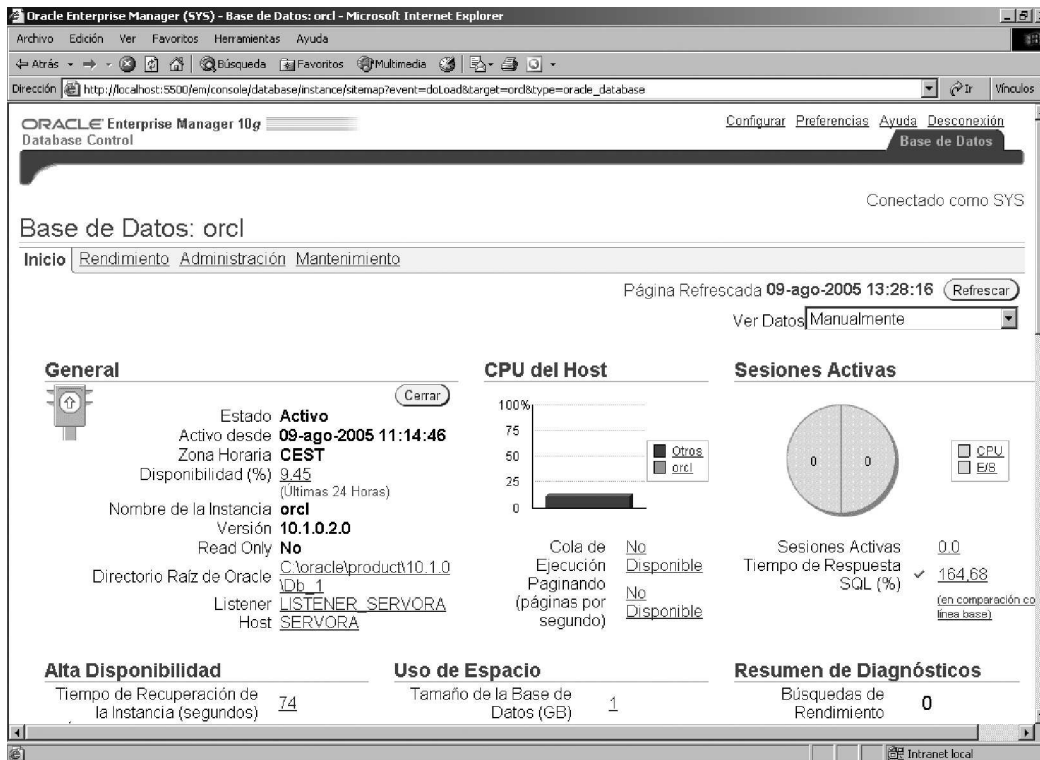 Oracle Enterprise Manager (SYS) - Base de Datos: orcl - Microsoft Internet Explorer
Archivo Edición Ver Favoritos Herramientas Ayuda
Atrás Búsqueda Favoritos Multimedia
Dirección http://localhost:5500/em/console/database/instance/sitemap?event=doLoad&target=orcl&type=oracle_database Ir Vínculos
ORACLE Enterprise Manager 10g
Database Control
Configurar Preferencias Ayuda Desconexión
Base de Datos
Conectado como SYS
Base de Datos: orcl
Inicio Rendimiento Administración Mantenimiento
Página Refrescada 09-ago-2005 13:28:16 Refrescar
Ver Datos Manualmente
General
Cerrar
Estado Activo
Activo desde 09-ago-2005 11:14:46
Zona Horaria CEST
Disponibilidad (%) 9.45
(Últimas 24 Horas)
Nombre de la Instancia orcl
Versión 10.1.0.2.0
Read Only No
Directorio Raíz de Oracle C:\oracle\product\10.1.0
\Db_1
Listener LISTENER_SERVORA
Host SERVORA
CPU del Host
100%
75
50
25
0
Otros
orcl
Cola de Ejecución No Disponible
Paginando (páginas por segundo) No Disponible
Sesiones Activas
0 0
CPU
E/S
Sesiones Activas 0.0
Tiempo de Respuesta SQL (%) 164,68
(en comparación co
línea base)
Alta Disponibilidad
Tiempo de Recuperación de
la Instancia (segundos) 74
Uso de Espacio
Tamaño de la Base de
Datos (GB) 1
Resumen de Diagnósticos
Búsquedas de
Rendimiento 0
Intranet local